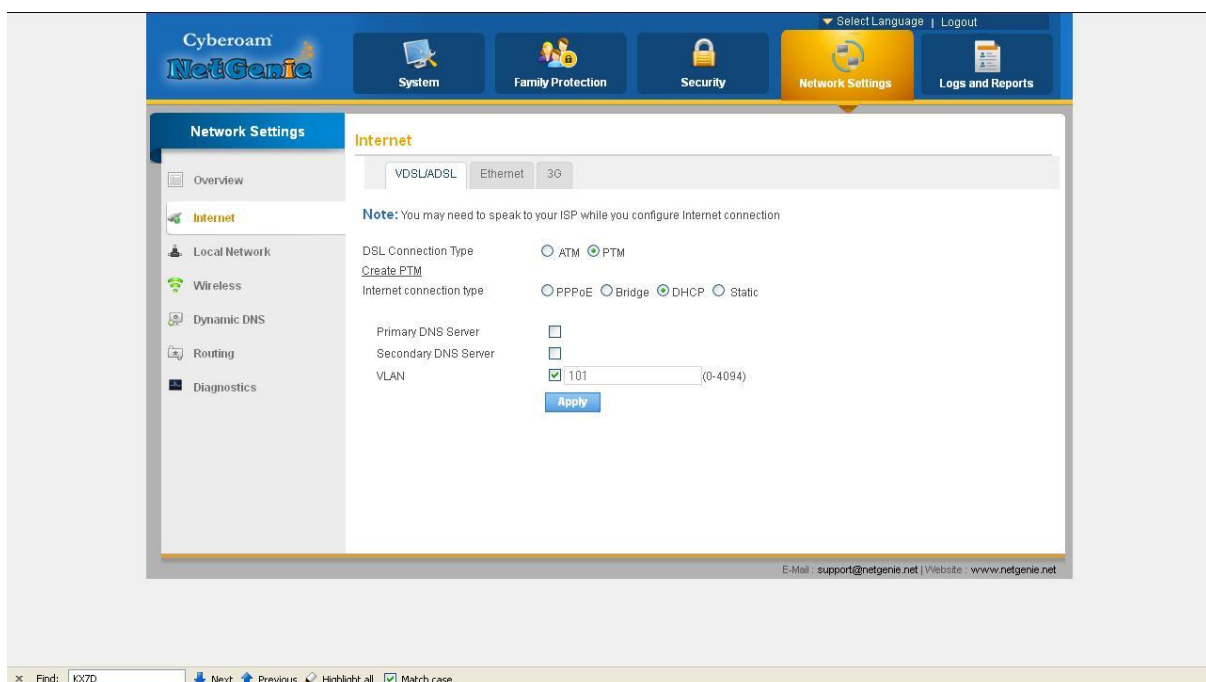 Select Language | Logout
Cyberoam
NetGenie
System
Family Protection
Security
Network Settings
Logs and Reports
Network Settings
Overview
Internet
Local Network
Wireless
Dynamic DNS
Routing
Diagnostics
Internet
VDSL/ADSL Ethernet 3G
Note: You may need to speak to your ISP while you configure Internet connection
DSL Connection Type ATM PTM
Create PTM
Internet connection type PPPoE Bridge DHCP Static
Primary DNS Server
Secondary DNS Server
VLAN 101 (0-4094)
Apply
E-Mail : support@netgenie.net | Website : www.netgenie.net
× Find: KX7D Next Previous Highlight all Match case